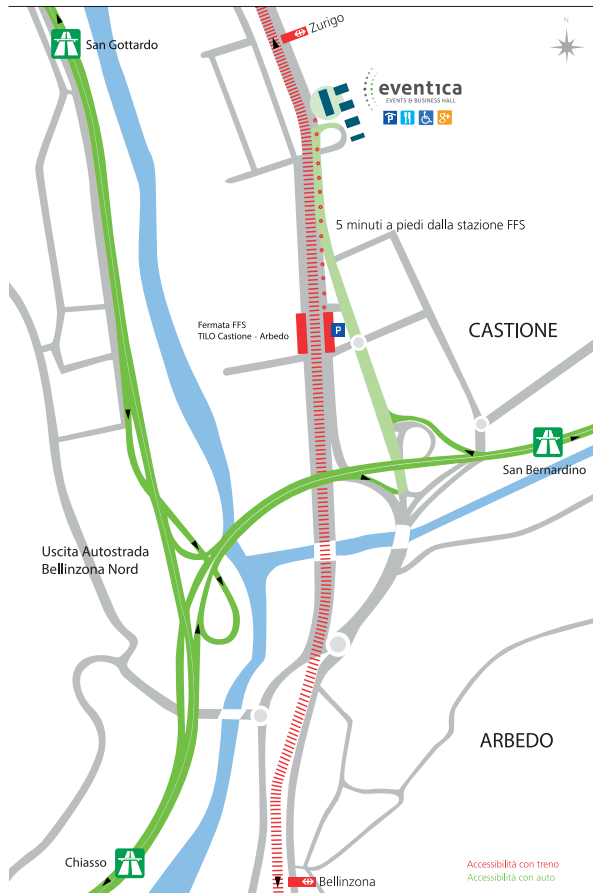 N
Zurigo
San Gottardo
eventica
EVENTS & BUSINESS HALL
P
g+
5 minuti a piedi dalla stazione FFS
Fermata FFS
TILO Castione - Arbedo
P
CASTIONE
San Bernardino
Uscita Autostrada
Bellinzona Nord
ARBEDO
Chiasso
Bellinzona
Accessibilità con treno
Accessibilità con auto